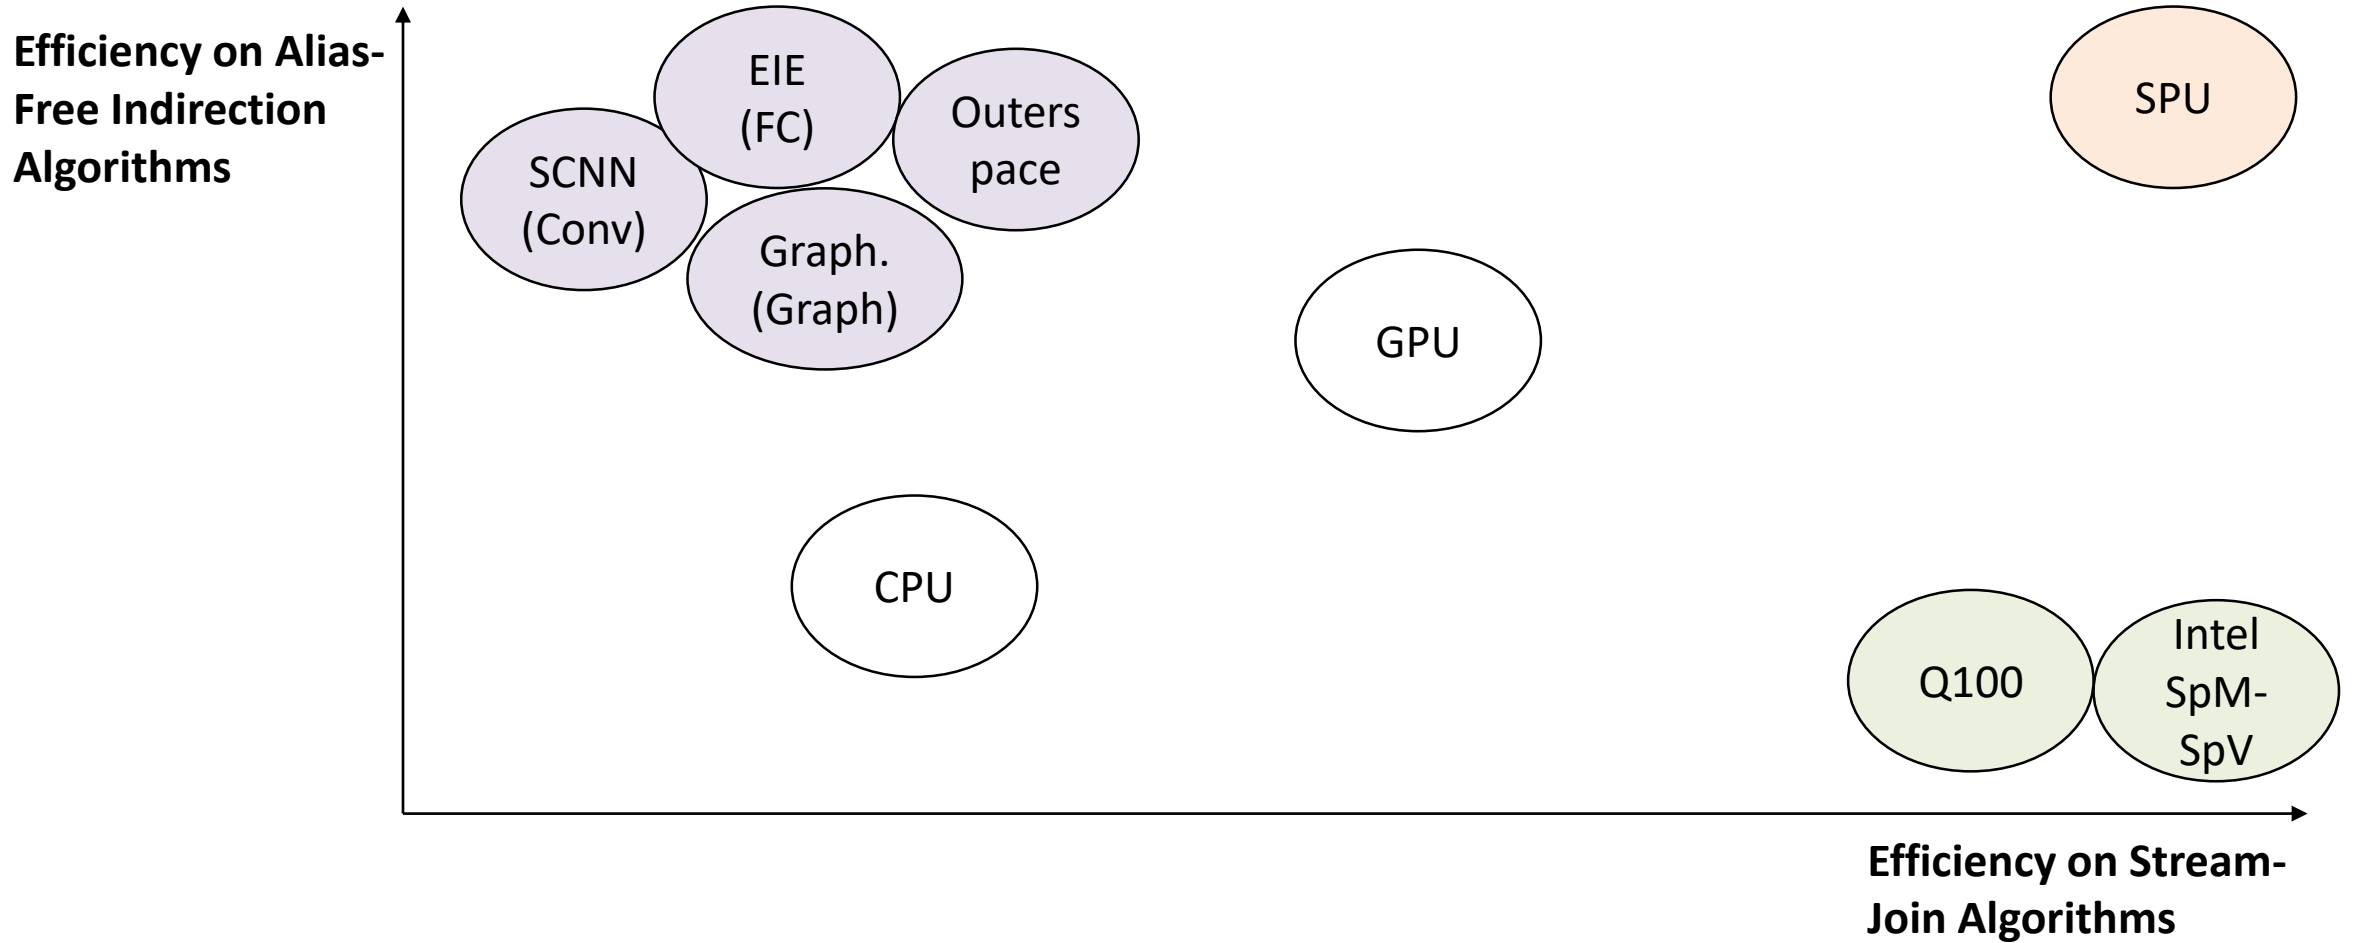 Efficiency on Alias-
Free Indirection
Algorithms
EIE
(FC)
Outers
pace
SCNN
(Conv)
Graph.
(Graph)
SPU
GPU
CPU
Q100
Intel
SpM-
SpV
Efficiency on Stream-
Join Algorithms